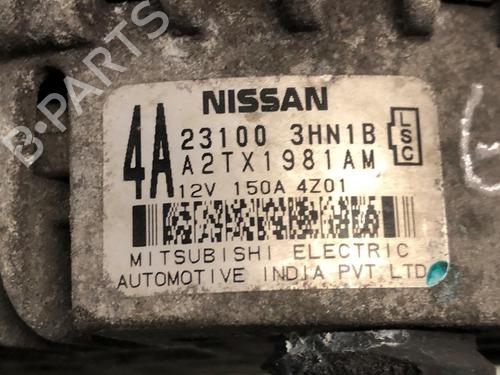 B-PARTS
NISSAN
4A
23100 3HN1B
LSC
A2TX1981AM
12V 150A 4Z01
MITSUBISHI ELECTRIC
AUTOMOTIVE INDIA PVT.LTD